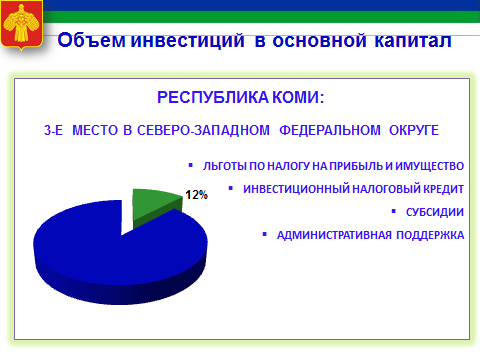 Объем инвестиций в основной капитал
РЕСПУБЛИКА КОМИ:
3-Е МЕСТО В СЕВЕРО-ЗАПАДНОМ ФЕДЕРАЛЬНОМ ОКРУГЕ
▪ ЛЬГОТЫ ПО НАЛОГУ НА ПРИБЫЛЬ И ИМУЩЕСТВО
▪ ИНВЕСТИЦИОННЫЙ НАЛОГОВЫЙ КРЕДИТ
▪ СУБСИДИИ
▪ АДМИНИСТРАТИВНАЯ ПОДДЕРЖКА
12%